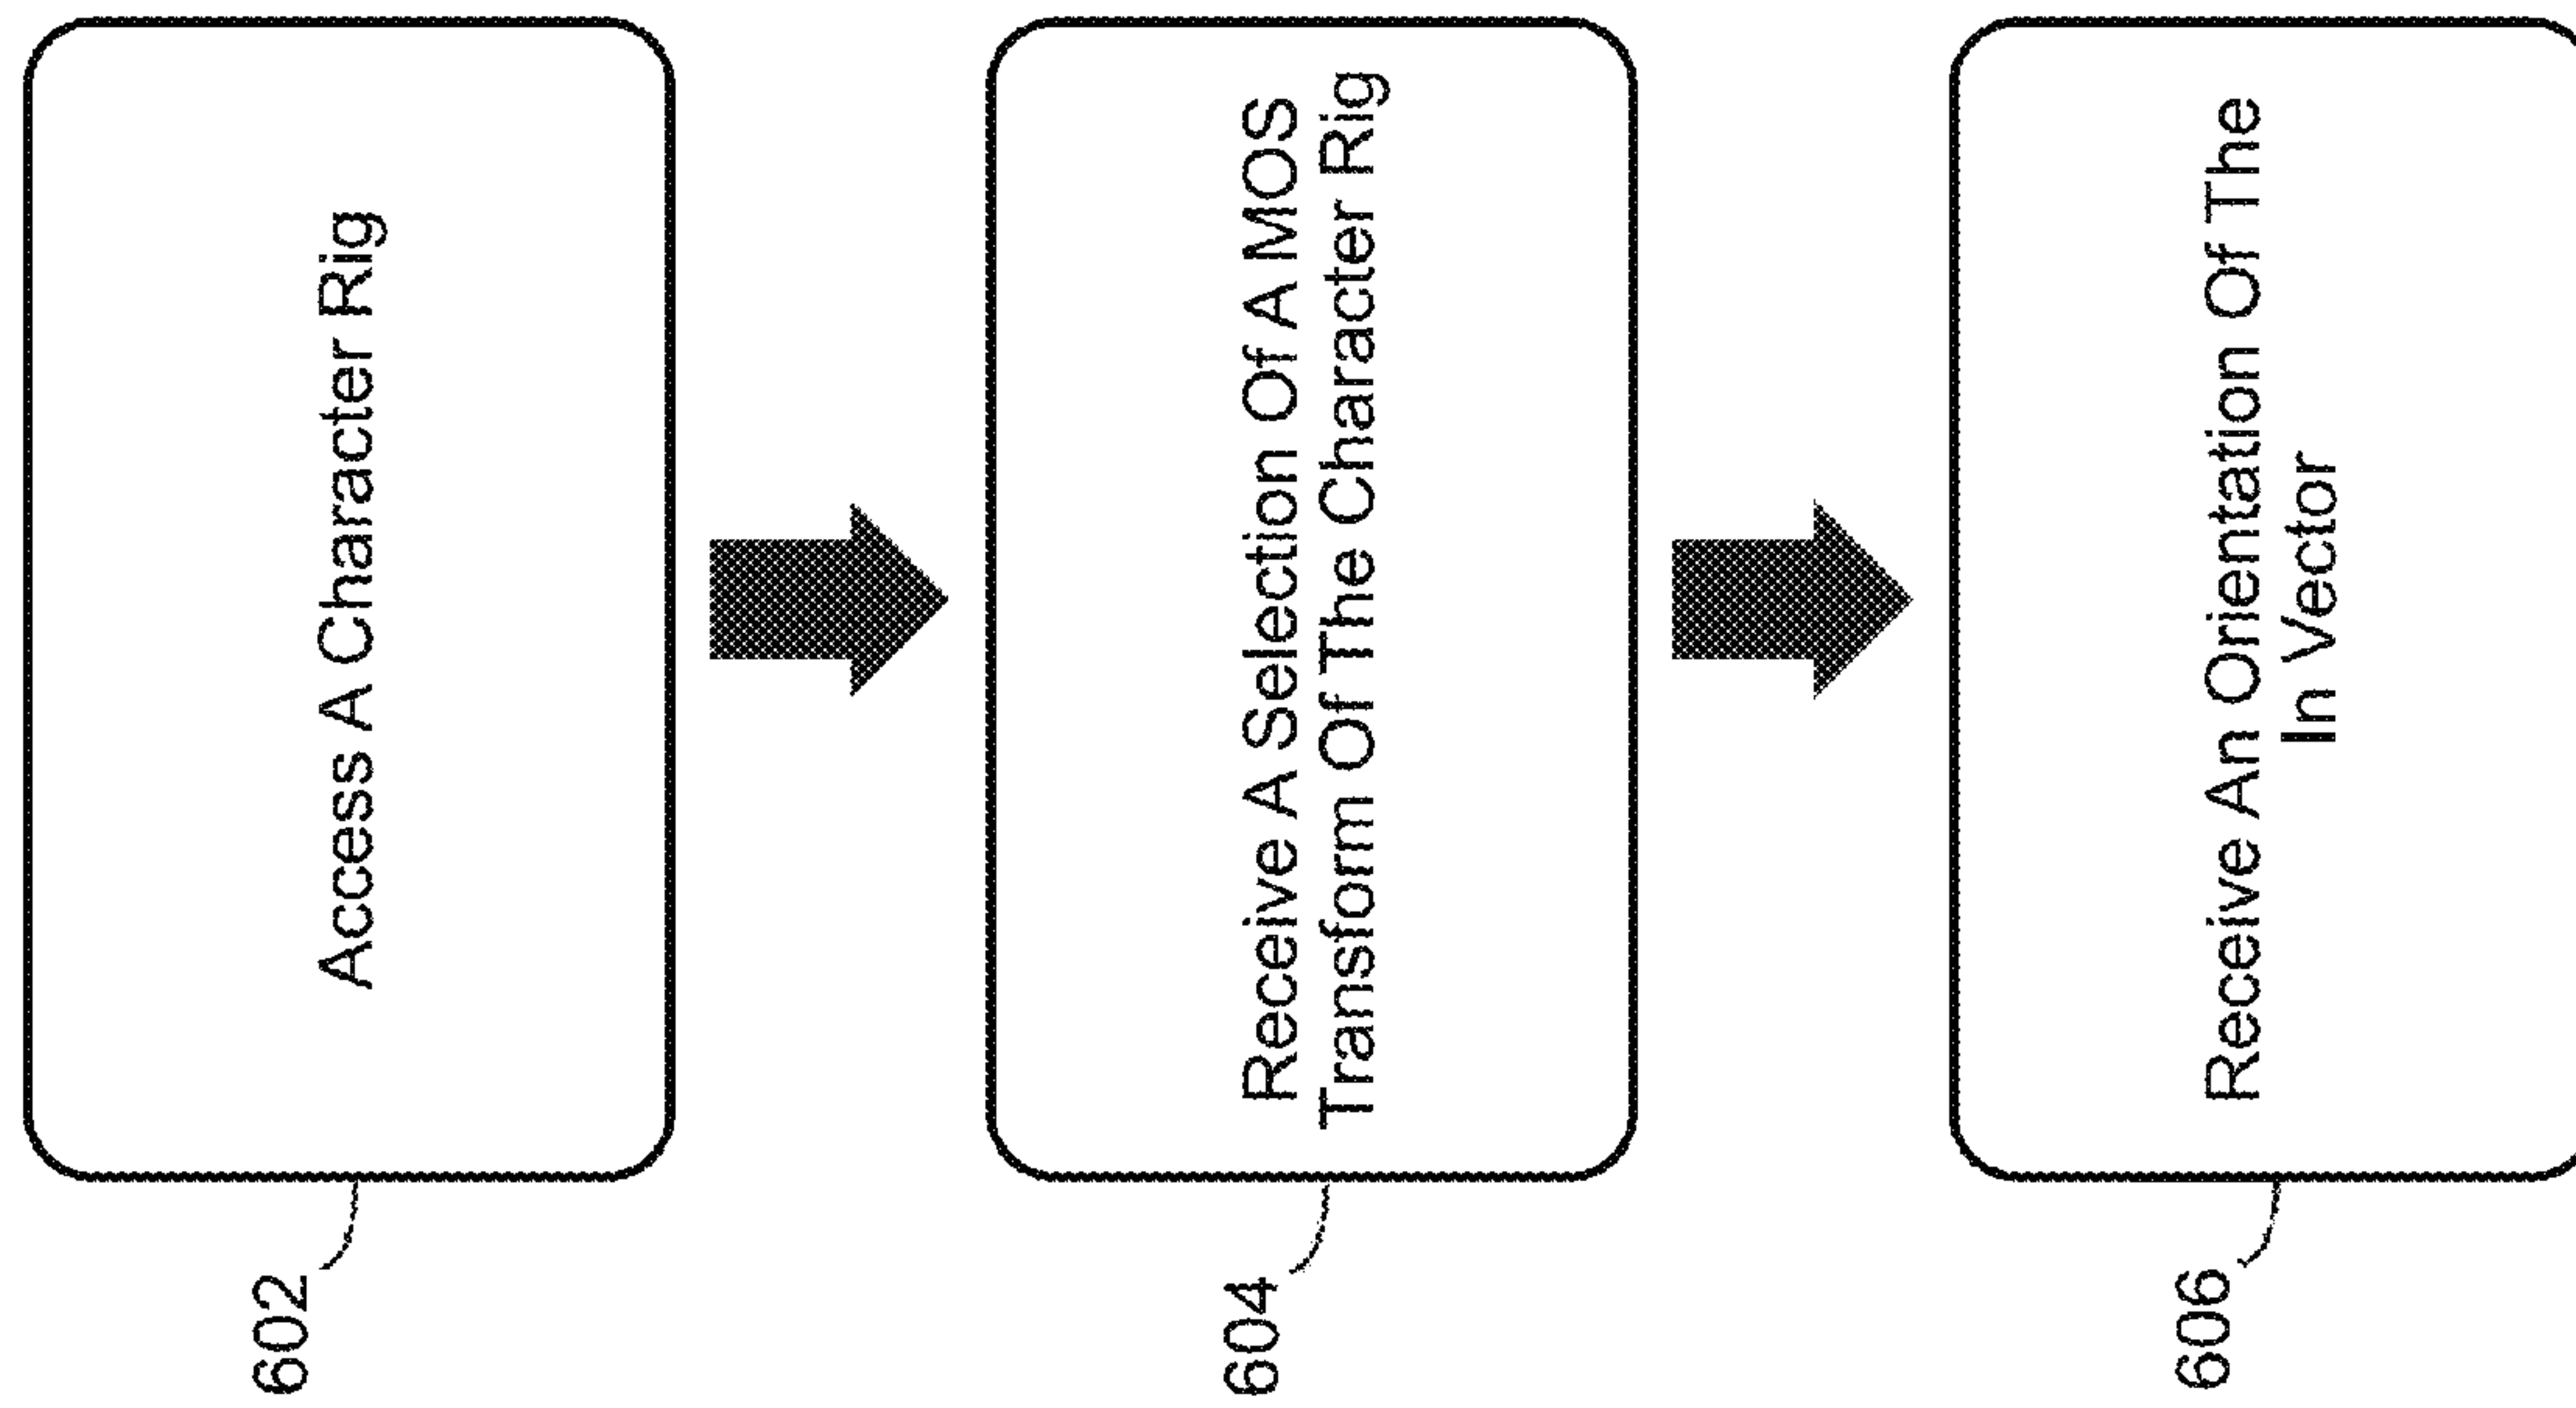 602
Access A Character Rig
604
Receive A Selection Of A MOS
Transform Of The Character Rig
606
Receive An Orientation Of The
In Vector